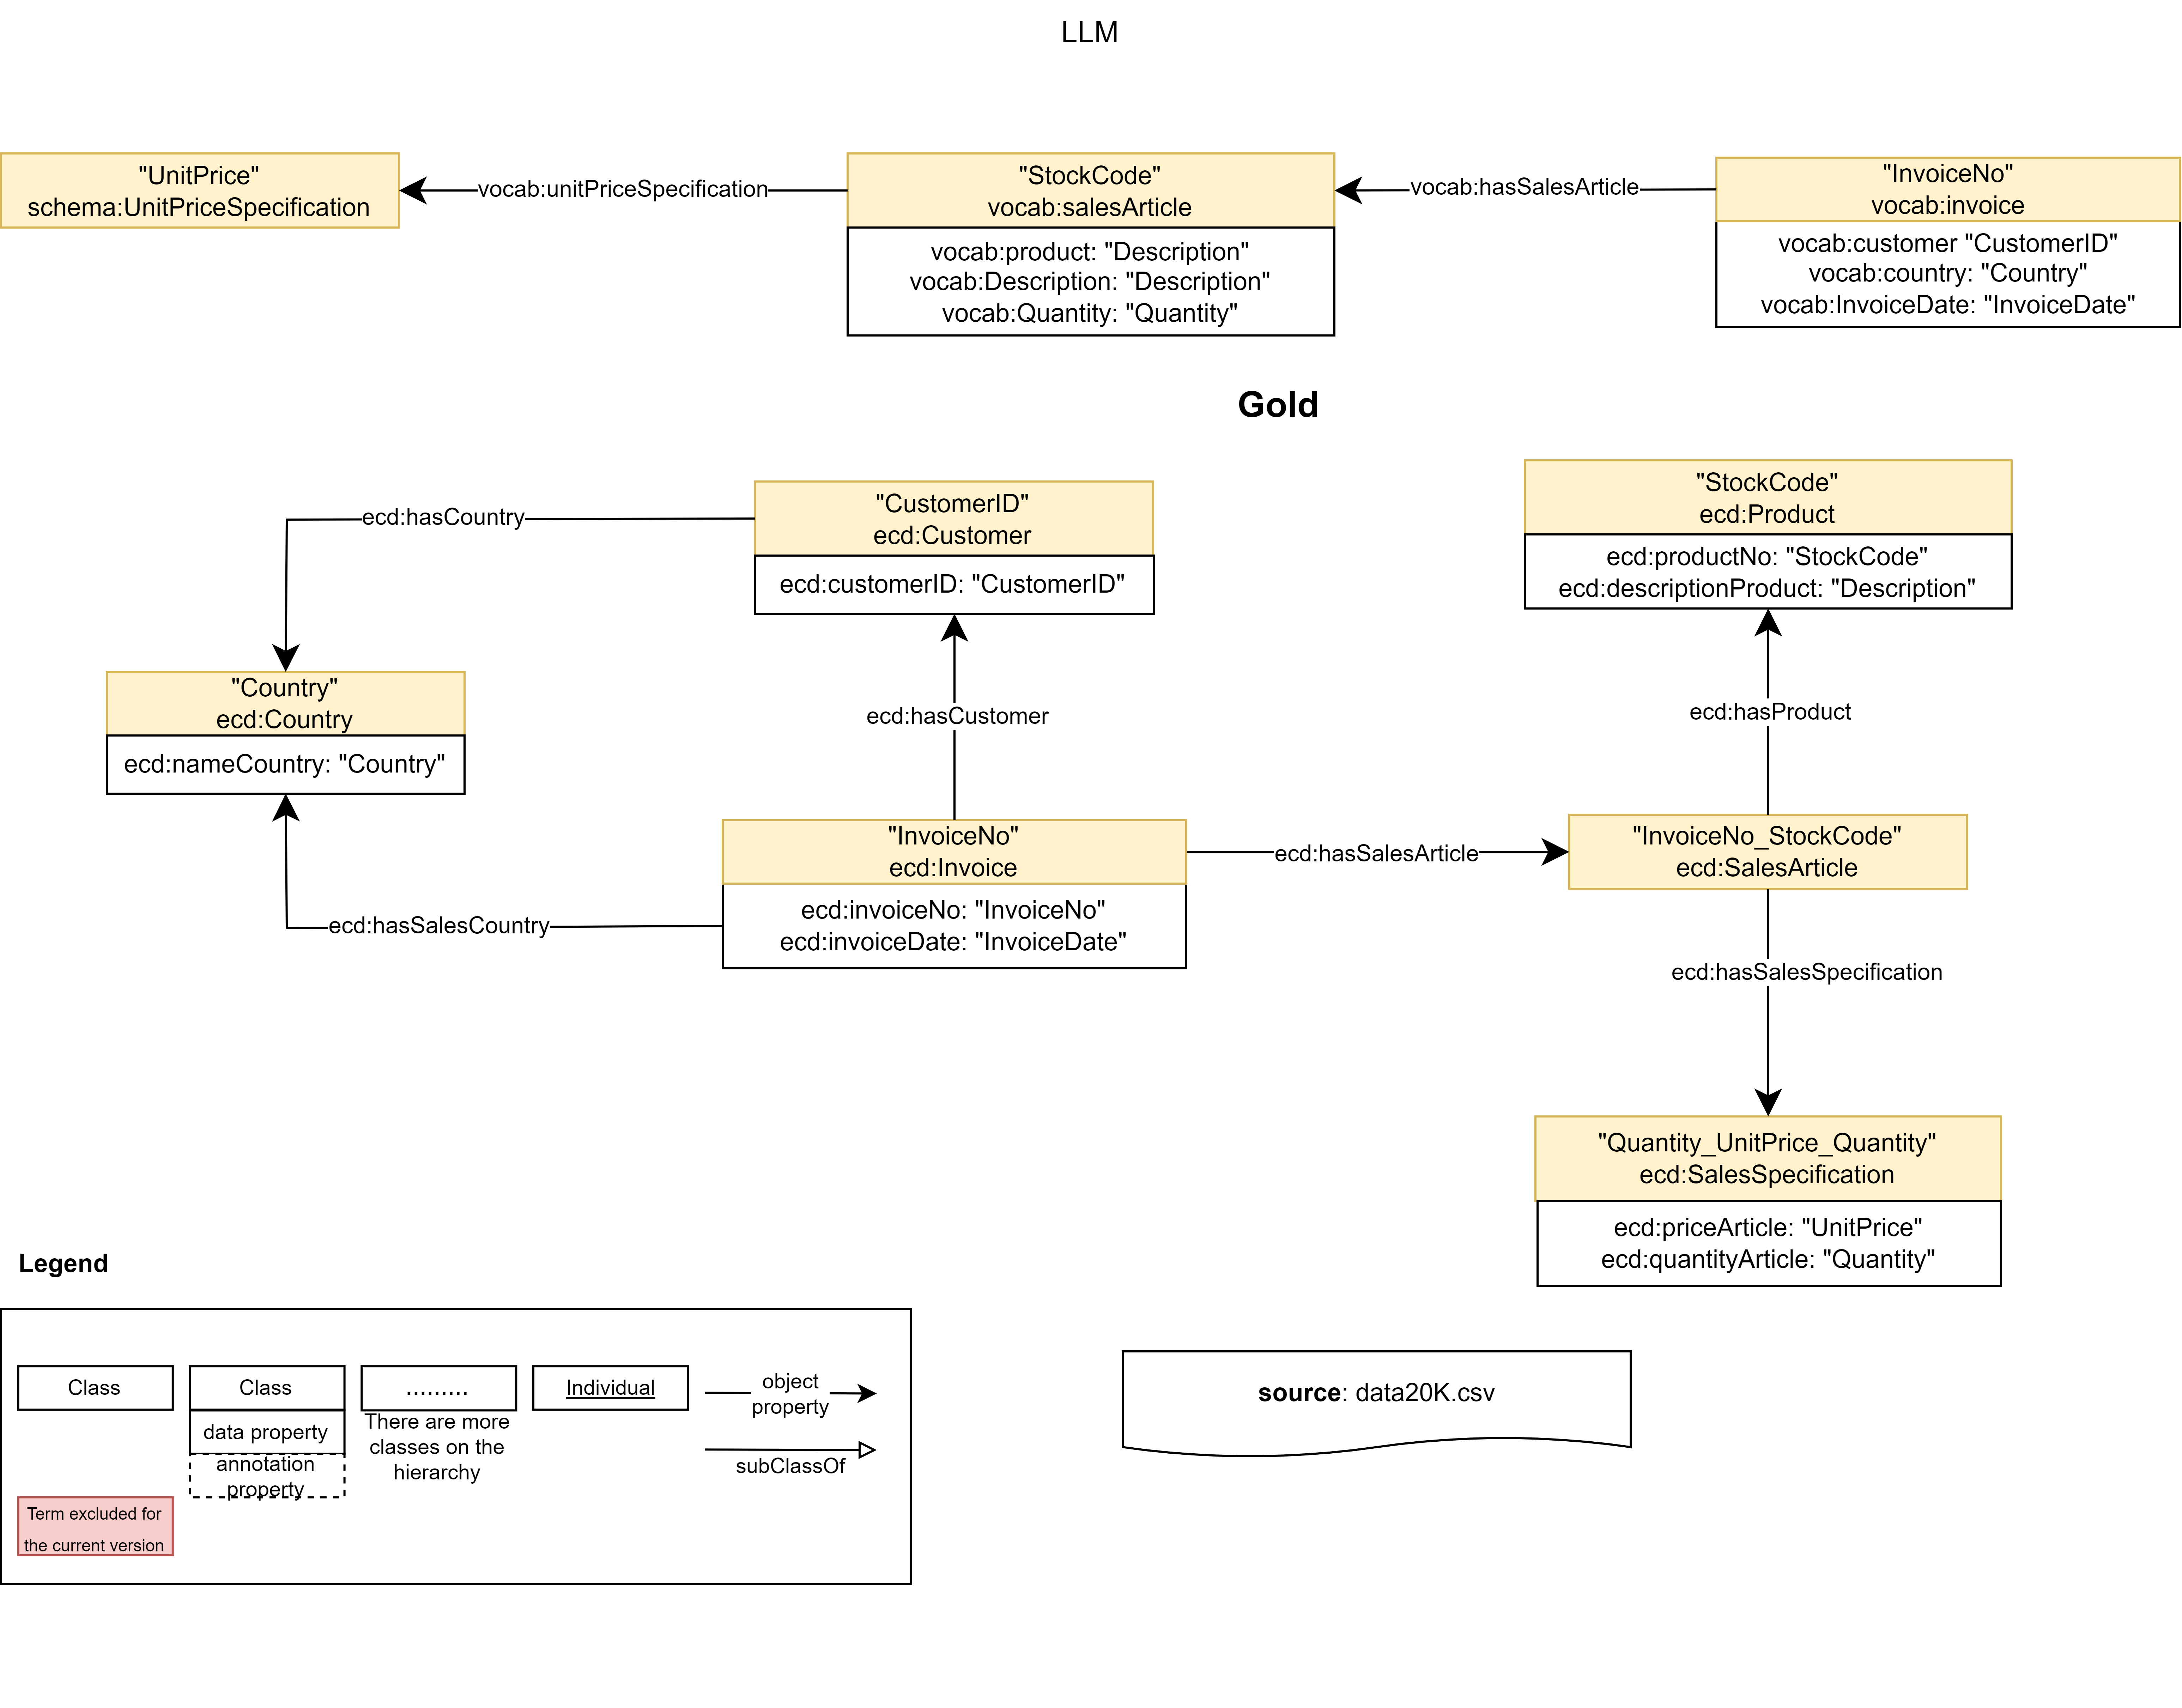 LLM
"UnitPrice"
schema:UnitPriceSpecification
vocab:unitPriceSpecification
"StockCode"
vocab:salesArticle
vocab:product: "Description"
vocab:Description: "Description"
vocab:Quantity: "Quantity"
vocab:hasSalesArticle
"InvoiceNo"
vocab:invoice
vocab:customer "CustomerID"
vocab:country: "Country"
vocab:InvoiceDate: "InvoiceDate"
Gold
ecd:hasCountry
"CustomerID"
ecd:Customer
ecd:customerID: "CustomerID"
"StockCode"
ecd:Product
ecd:productNo: "StockCode"
ecd:descriptionProduct: "Description"
"Country"
ecd:Country
ecd:nameCountry: "Country"
ecd:hasCustomer
ecd:hasProduct
"InvoiceNo"
ecd:Invoice
ecd:invoiceNo: "InvoiceNo"
ecd:invoiceDate: "InvoiceDate"
ecd:hasSalesArticle
"InvoiceNo_StockCode"
ecd:SalesArticle
ecd:hasSalesCountry
ecd:hasSalesSpecification
"Quantity_UnitPrice_Quantity"
ecd:SalesSpecification
ecd:priceArticle: "UnitPrice"
ecd:quantityArticle: "Quantity"
Legend
Class
Class
data property
annotation
property
.........
There are more
classes on the
hierarchy
Individual
object
property
subClassOf
Term excluded for
the current version
source: data20K.csv